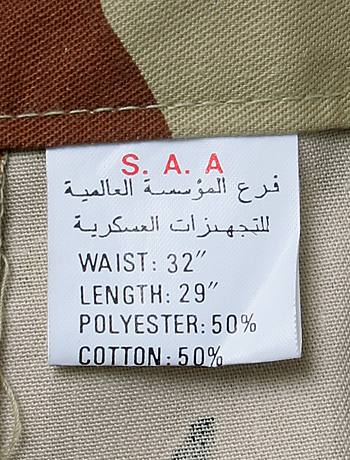 S. A. A
فرع المؤسسة العالمية
للتجهيزات العسكرية
WAIST: 32"
LENGTH: 29"
POLYESTER: 50%
COTTON: 50%